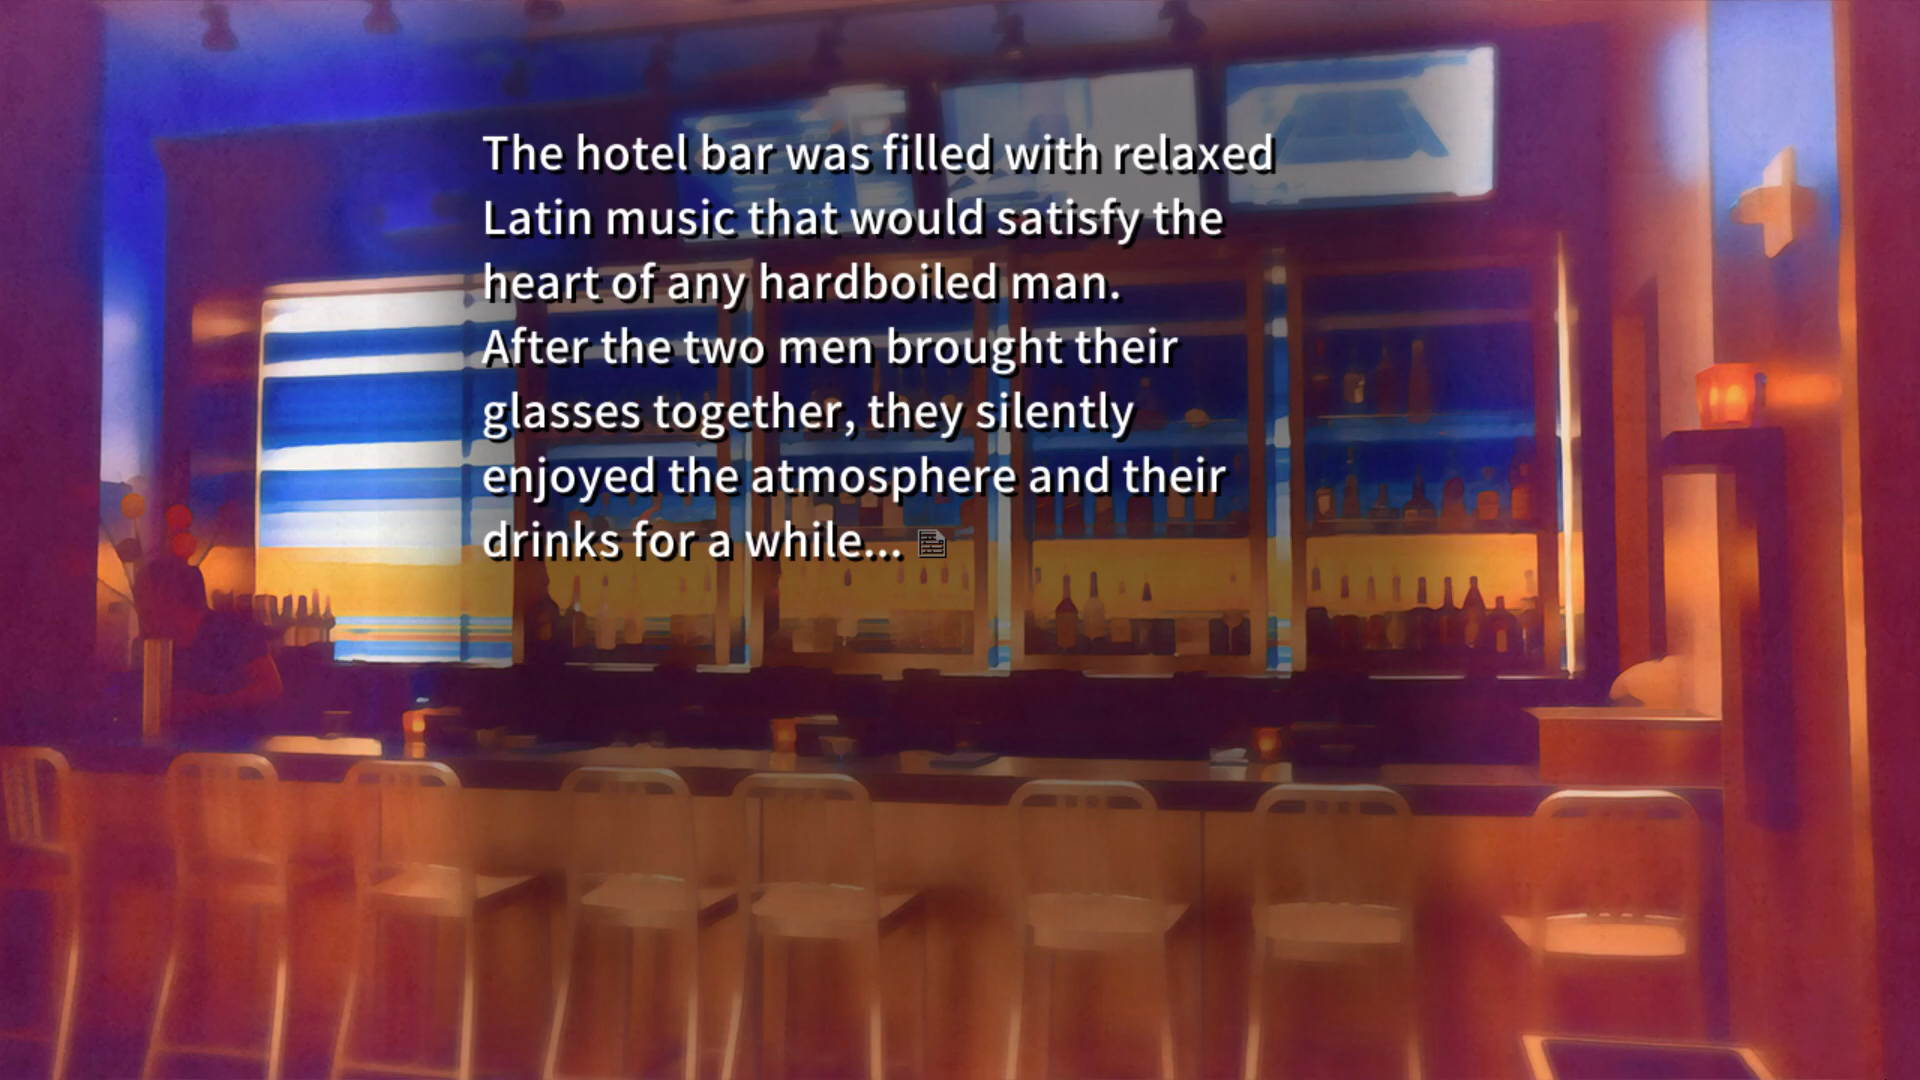 The hotel bar was filled with relaxed
Latin music that would satisfy the
heart of any hardboiled man.
After the two men brought their
glasses together, they silently
enjoyed the atmosphere and their
drinks for a while...